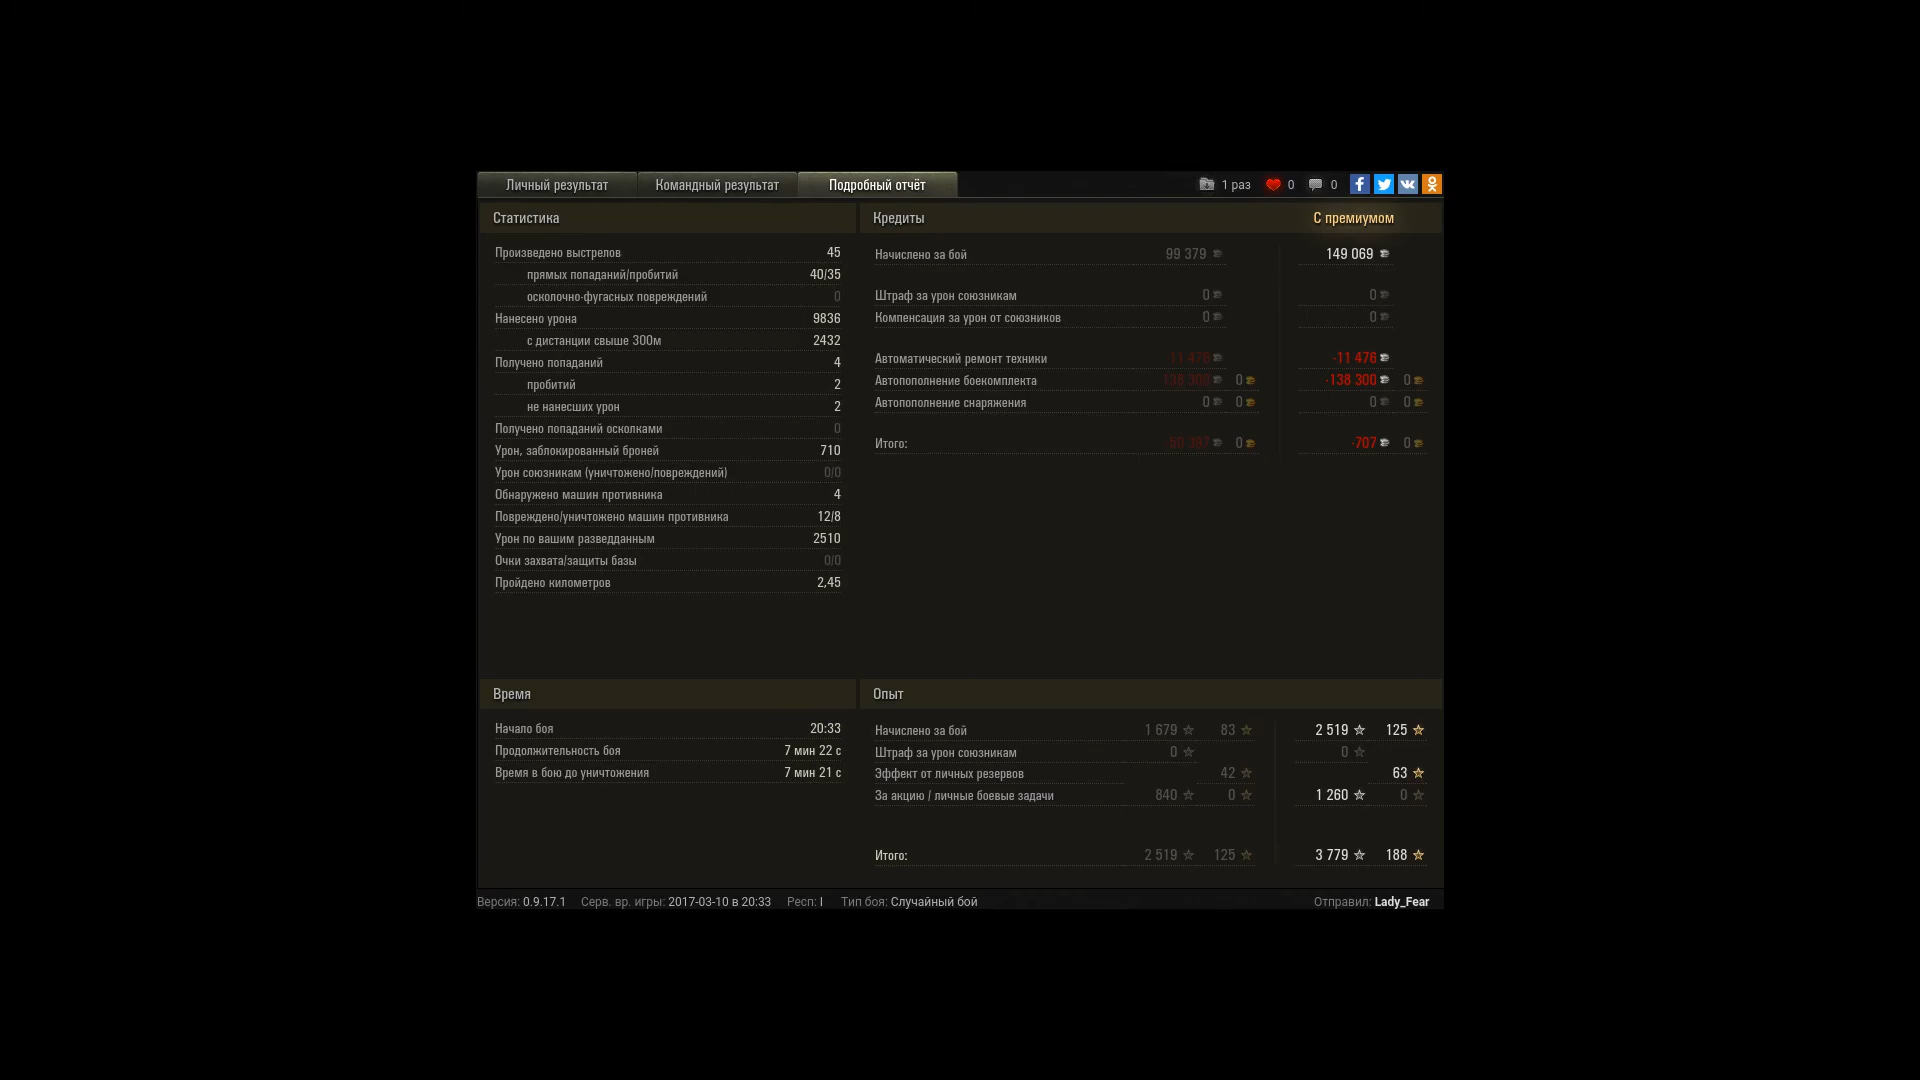 Личный результат Командный результат Подробный отчёт 1 раз 0 0
Статистика
Произведено выстрелов 45
прямых попаданий/пробитий 40/35
осколочно-фугасных повреждений 0
Нанесено урона 9836
с дистанции свыше 300м 2432
Получено попаданий 4
пробитий 2
не нанесших урон 2
Получено попаданий осколками 0
Урон, заблокированный броней 710
Урон союзникам (уничтожено/повреждений) 0/0
Обнаружено машин противника 4
Повреждено/уничтожено машин противника 12/8
Урон по вашим разведданным 2510
Очки захвата/защиты базы 0/0
Пройдено километров 2,45
Кредиты С премиумом
Начислено за бой 99 379 149 069
Штраф за урон союзникам 0 0
Компенсация за урон от союзников 0 0
Автоматический ремонт техники -11 476 -11 476
Автопополнение боекомплекта -138 300 0 -138 300 0
Автопополнение снаряжения 0 0 0 0
Итого: -50 397 0 -707 0
Время
Начало боя 20:33
Продолжительность боя 7 мин 22 с
Время в бою до уничтожения 7 мин 21 с
Опыт
Начислено за бой 1 679 83 2 519 125
Штраф за урон союзникам 0 0
Эффект от личных резервов 42 63
За акцию / личные боевые задачи 840 0 1 260 0
Итого: 2 519 125 3 779 188
Версия: 0.9.17.1 Серв. вр. игры: 2017-03-10 в 20:33 Респ: I Тип боя: Случайный бой Отправил: Lady_Fear